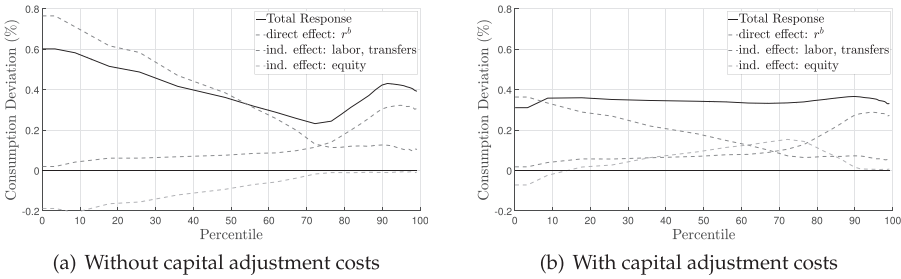 Consumption Deviation (%)
0.8
0.6
0.4
0.2
0
-0.2
Total Response
direct effect: r^b
ind. effect: labor, transfers
ind. effect: equity
0 10 20 30 40 50 60 70 80 90 100
Percentile
(a) Without capital adjustment costs
Consumption Deviation (%)
0.8
0.6
0.4
0.2
0
-0.2
Total Response
direct effect: r^b
ind. effect: labor, transfers
ind. effect: equity
0 10 20 30 40 50 60 70 80 90 100
Percentile
(b) With capital adjustment costs